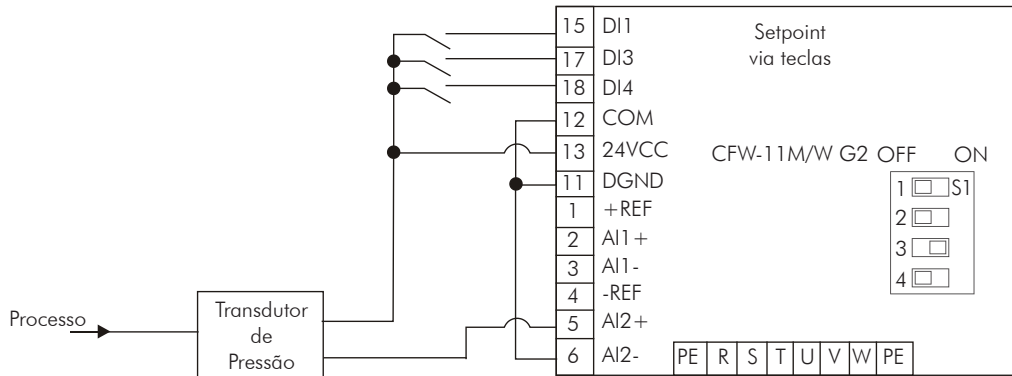 15 DI1
17 DI3
18 DI4
12 COM
13 24VCC
11 DGND
1 +REF
2 AI1+
3 AI1-
4 -REF
5 AI2+
6 AI2-
Setpoint
via teclas
CFW-11M/W G2 OFF ON
1 S1
2
3
4
Processo
Transdutor
de
Pressão
PE R S T U V W PE